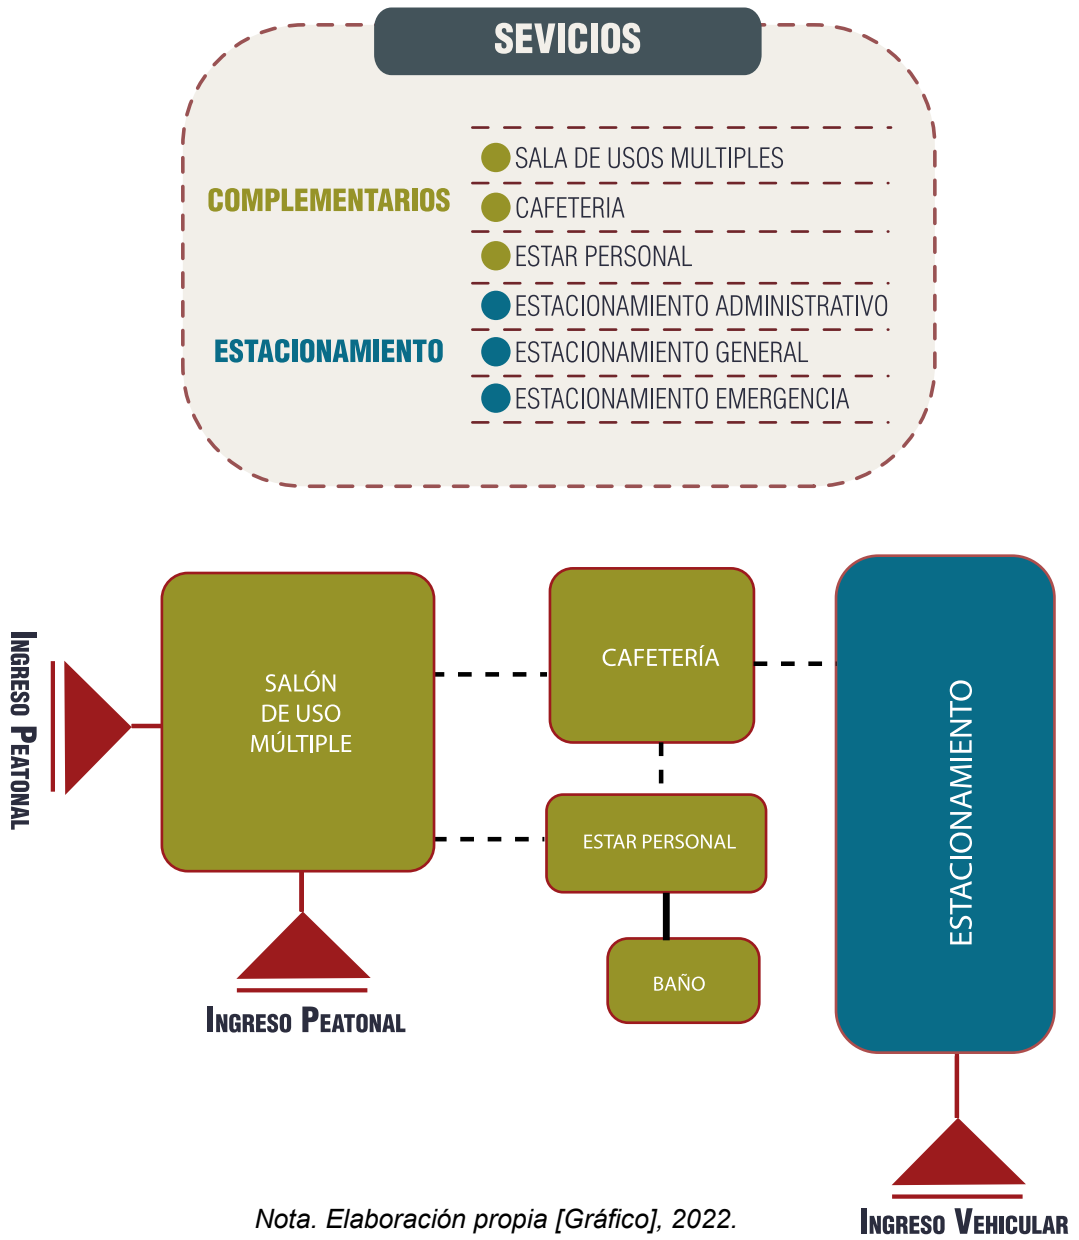 SEVICIOS
COMPLEMENTARIOS
SALA DE USOS MULTIPLES
CAFETERIA
ESTAR PERSONAL
ESTACIONAMIENTO
ESTACIONAMIENTO ADMINISTRATIVO
ESTACIONAMIENTO GENERAL
ESTACIONAMIENTO EMERGENCIA
INGRESO PEATONAL
SALÓN
DE USO
MÚLTIPLE
CAFETERÍA
ESTAR PERSONAL
BAÑO
ESTACIONAMIENTO
INGRESO PEATONAL
INGRESO VEHICULAR
Nota. Elaboración propia [Gráfico], 2022.